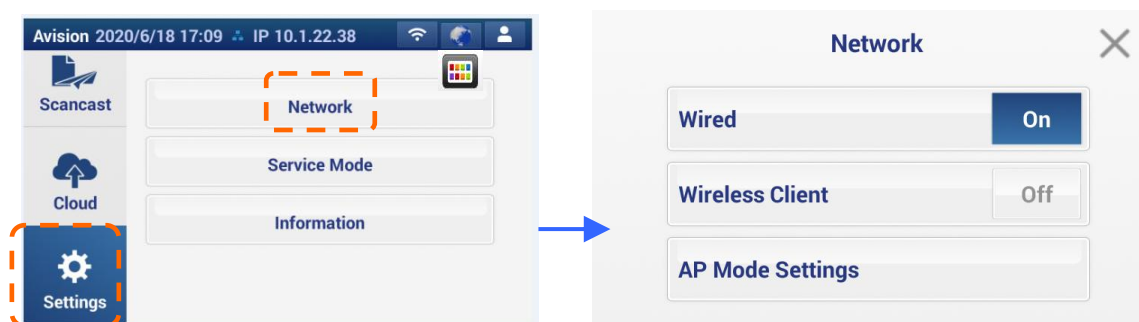 Avision 2020/6/18 17:09 IP 10.1.22.38
Scancast
Network
Service Mode
Cloud
Information
Settings
Network
Wired On
Wireless Client Off
AP Mode Settings